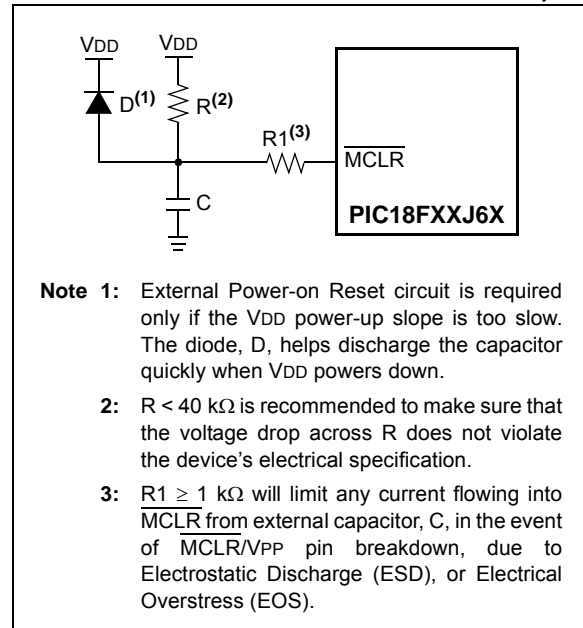 VDD VDD
D(1)
R(2)
R1(3)
MCLR
C
PIC18FXXJ6X
Note 1: External Power-on Reset circuit is required
only if the VDD power-up slope is too slow.
The diode, D, helps discharge the capacitor
quickly when VDD powers down.
2: R < 40 kΩ is recommended to make sure that
the voltage drop across R does not violate
the device's electrical specification.
3: R1 ≥ 1 kΩ will limit any current flowing into
MCLR from external capacitor, C, in the event
of MCLR/VPP pin breakdown, due to
Electrostatic Discharge (ESD), or Electrical
Overstress (EOS).